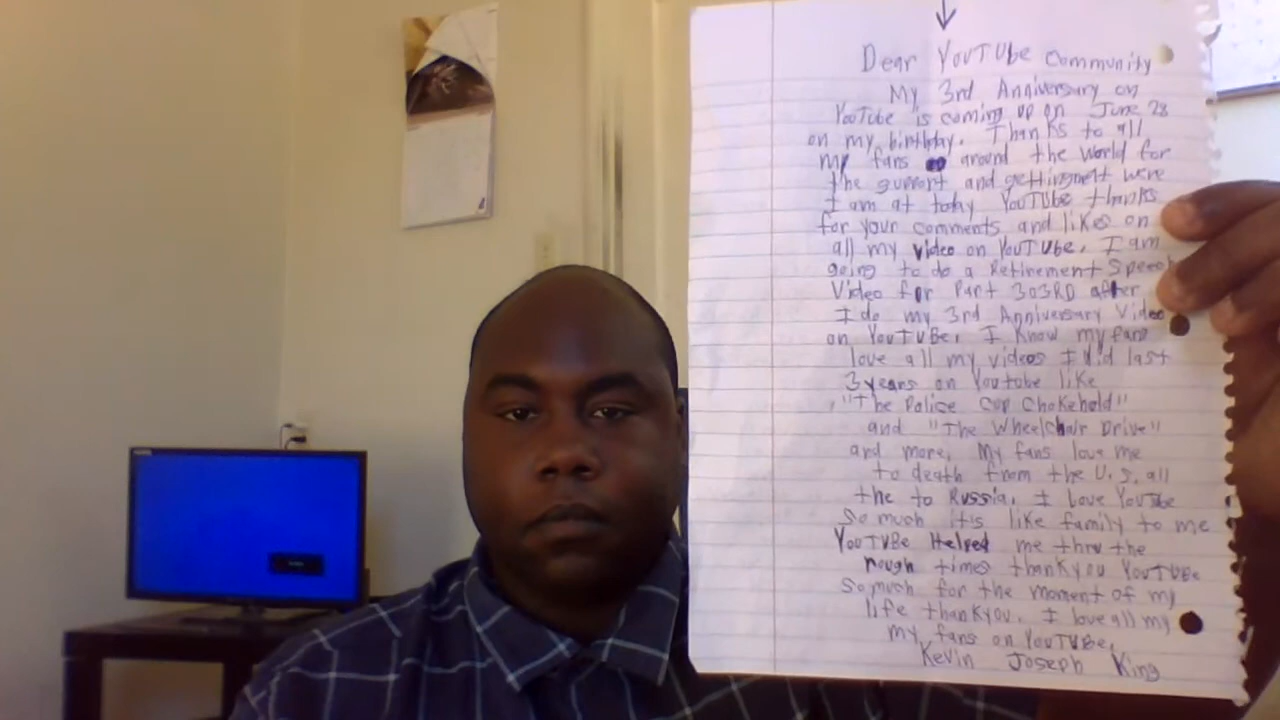 Dear YouTUbe Community
My 3rd Anniversary on
YouTube is coming up on June 28
on my birthday. Thanks to all
my fans around the world for
the support and gettingmett were
I am at today YouTUbe thanks
for your comments and likes on
all my video on YouTUbe. I am
going to do a Retirement Speech
Video for Part 303RD after
I do my 3rd Anniversary Video
on YouTUBe. I Know my fans
love all my videos I did last
3 years on Youtube like
"The Police Cup Chokehold"
and "The Wheelchair Drive"
and more. My fans love me
to death from the U.S. all
the to Russia. I love YouTube
so much it's like family to me
YouTUBe Helped me thru the
rough times thankyou YouTUBe
so much for the moment of my
life thankyou. I love all my
my fans on YouTUBe.
Kevin Joseph King